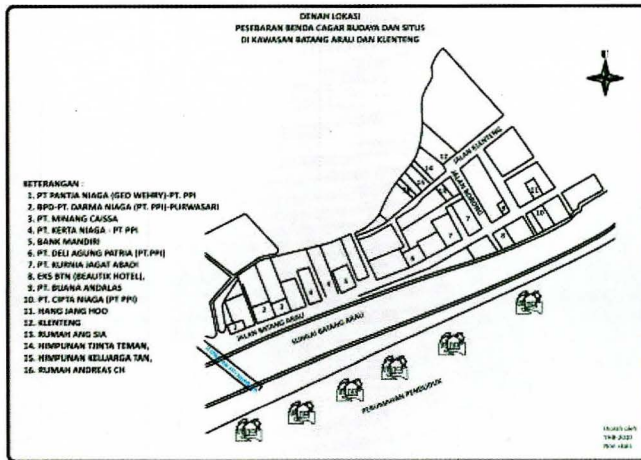 DENAH LOKASI
PESEBARAN BENDA CAGAR BUDAYA DAN SITUS
DI KAWASAN BATANG ARAU DAN KLENTENG
KETERANGAN :
1. PT PANTJA NIAGA (GEO WEHRY)-PT. PPI
2. BPD-PT. DARMA NIAGA (PT. PPI)-PURWASARI
3. PT. MINANG CAISSA
4. PT. KERTA NIAGA - PT PPI
5. BANK MANDIRI
6. PT. DELI AGUNG PATRIA (PT.PPI)
7. PT. KURNIA JAGAT ABADI
8. EKS BTN (BEAUTIK HOTEL),
9. PT. BUANA ANDALAS
10. PT. CIPTA NIAGA (PT PPI)
11. HANG JANG HOO
12. KLENTENG
13. RUMAH ANG SIA
14. HIMPUNAN TJINTA TEMAN,
15. HIMPUNAN KELUARGA TAN,
16. RUMAH ANDREAS CH
JALAN KLENTENG
JALAN BATANG ARAU
SUNGAI BATANG ARAU
PERUMAHAN PENDUDUK